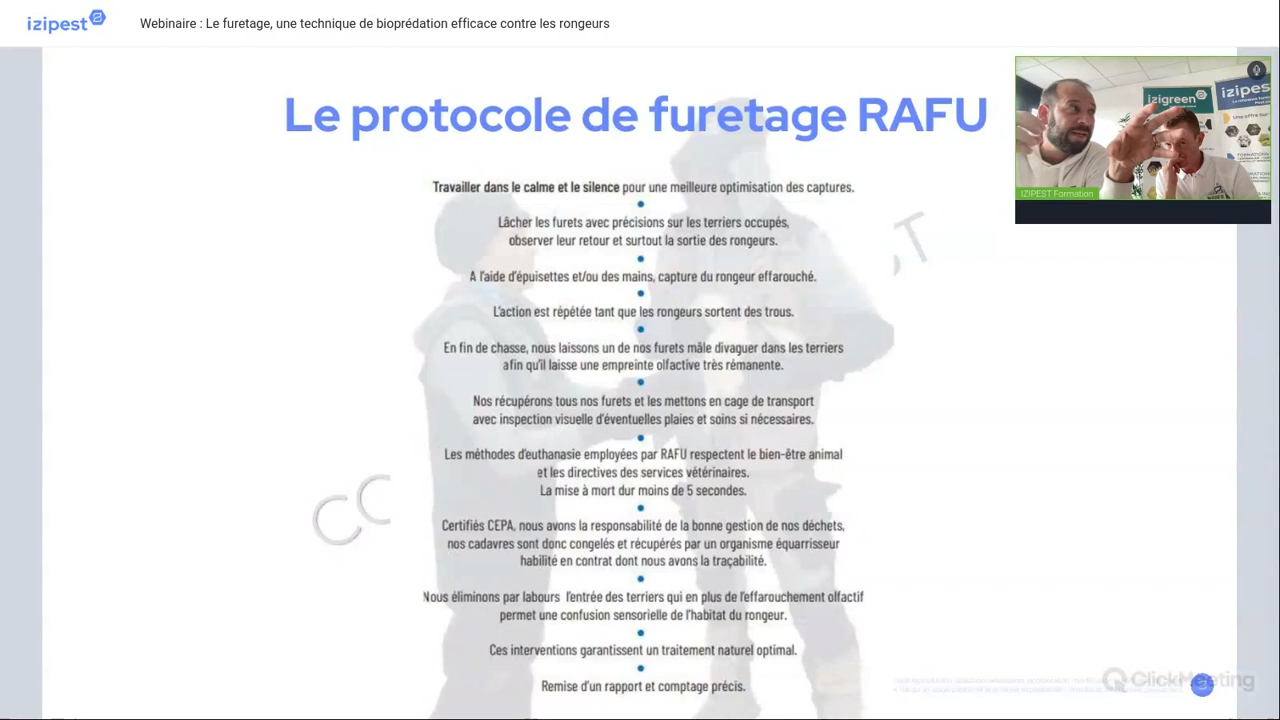 izipest
Webinaire : Le furetage, une technique de bioprédation efficace contre les rongeurs
Le protocole de furetage RAFU
izigreen
izipes
IZIPEST Formation
Travailler dans le calme et le silence pour une meilleure optimisation des captures.
Lâcher les furets avec précisions sur les terriers occupés,
observer leur retour et surtout la sortie des rongeurs.
A l'aide d'épuisettes et/ou des mains, capture du rongeur effarouché.
L'action est répétée tant que les rongeurs sortent des trous.
En fin de chasse, nous laissons un de nos furets mâle divaguer dans les terriers
afin qu'il laisse une empreinte olfactive très rémanente.
Nos récupérons tous nos furets et les mettons en cage de transport
avec inspection visuelle d'éventuelles plaies et soins si nécessaires.
Les méthodes d'euthanasie employées par RAFU respectent le bien-être animal
et les directives des services vétérinaires.
La mise à mort dur moins de 5 secondes.
Certifiés CEPA, nous avons la responsabilité de la bonne gestion de nos déchets,
nos cadavres sont donc congelés et récupérés par un organisme équarrisseur
habilité en contrat dont nous avons la traçabilité.
Nous éliminons par labours l'entrée des terriers qui en plus de l'effarouchement olfactif
permet une confusion sensorielle de l'habitat du rongeur.
Ces interventions garantissent un traitement naturel optimal.
Remise d'un rapport et comptage précis.
ClickMeeting